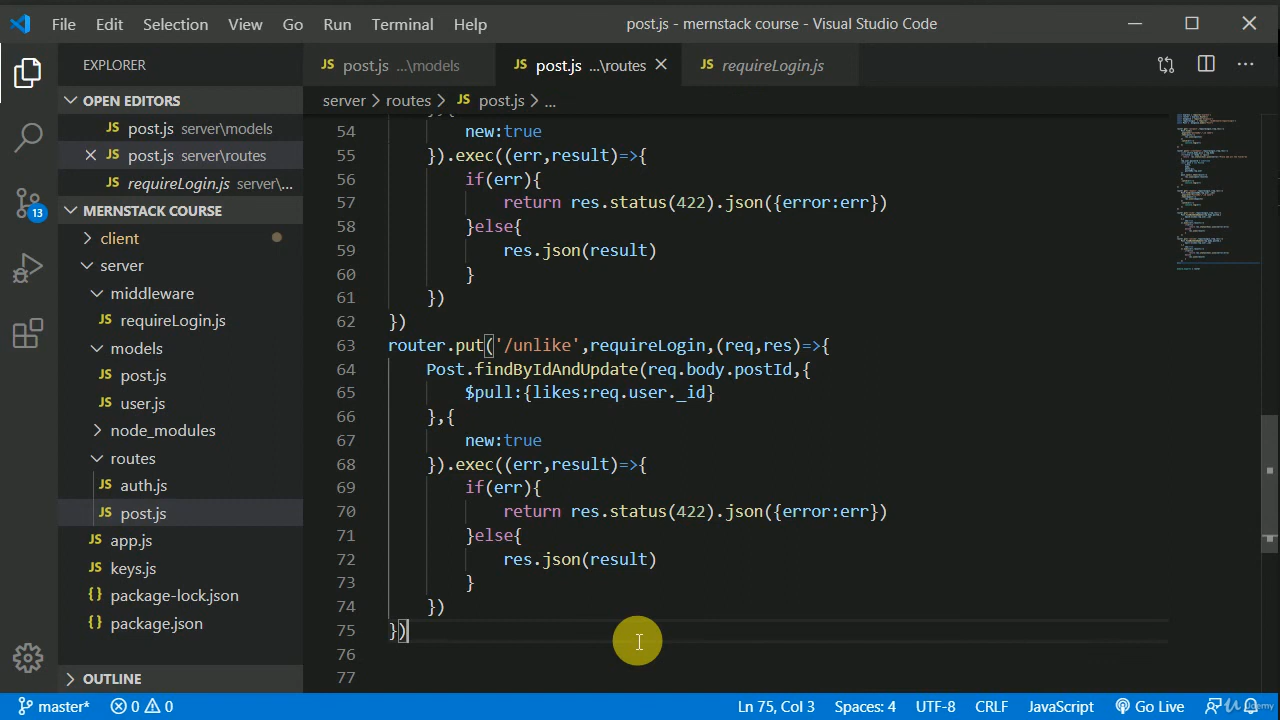 File Edit Selection View Go Run Terminal Help post.js - mernstack course - Visual Studio Code
EXPLORER
OPEN EDITORS
JS post.js server\models
JS post.js server\routes
JS requireLogin.js server\...
MERNSTACK COURSE
client
server
middleware
JS requireLogin.js
models
JS post.js
JS user.js
node_modules
routes
JS auth.js
JS post.js
JS app.js
JS keys.js
{} package-lock.json
{} package.json
OUTLINE
13
JS post.js ...\models JS post.js ...\routes JS requireLogin.js
server > routes > JS post.js > ...
54 new:true
55 }).exec((err,result)=>{
56 if(err){
57 return res.status(422).json({error:err})
58 }else{
59 res.json(result)
60 }
61 })
62 })
63 router.put('/unlike',requireLogin,(req,res)=>{
64 Post.findByIdAndUpdate(req.body.postId,{
65 $pull:{likes:req.user._id}
66 },{
67 new:true
68 }).exec((err,result)=>{
69 if(err){
70 return res.status(422).json({error:err})
71 }else{
72 res.json(result)
73 }
74 })
75 })
76
77
master* 0 0 Ln 75, Col 3 Spaces: 4 UTF-8 CRLF JavaScript Go Live
Udemy